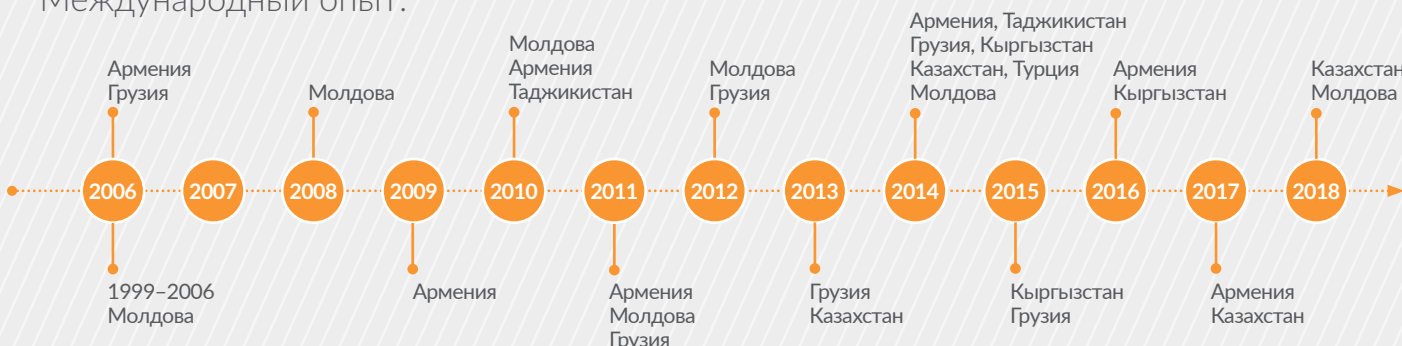 Международный опыт:
Армения
Грузия
Молдова
Молдова
Армения
Таджикистан
Молдова
Грузия
Армения, Таджикистан
Грузия, Кыргызстан
Казахстан, Турция
Молдова
Армения
Кыргызстан
Казахстан
Молдова
2006
2007
2008
2009
2010
2011
2012
2013
2014
2015
2016
2017
2018
1999–2006
Молдова
Армения
Армения
Молдова
Грузия
Грузия
Казахстан
Кыргызстан
Грузия
Армения
Казахстан